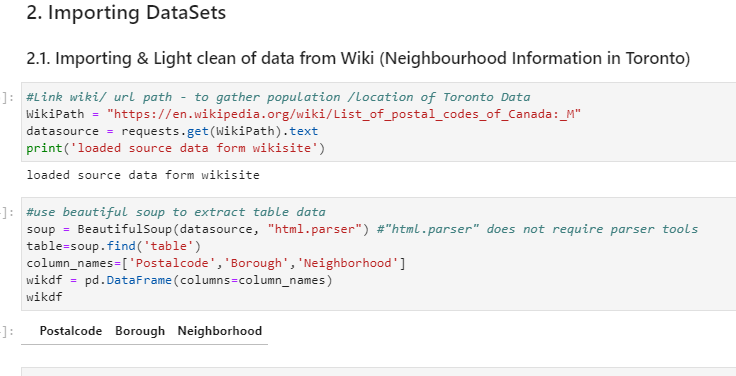 2. Importing DataSets
2.1. Importing & Light clean of data from Wiki (Neighbourhood Information in Toronto)
]: #Link wiki/ url path - to gather population /location of Toronto Data
WikiPath = "https://en.wikipedia.org/wiki/List_of_postal_codes_of_Canada:_M"
datasource = requests.get(WikiPath).text
print('loaded source data form wikisite')
loaded source data form wikisite
]: #use beautiful soup to extract table data
soup = BeautifulSoup(datasource, "html.parser") #"html.parser" does not require parser tools
table=soup.find('table')
column_names=['Postalcode','Borough','Neighborhood']
wikdf = pd.DataFrame(columns=column_names)
wikdf
]: Postalcode Borough Neighborhood